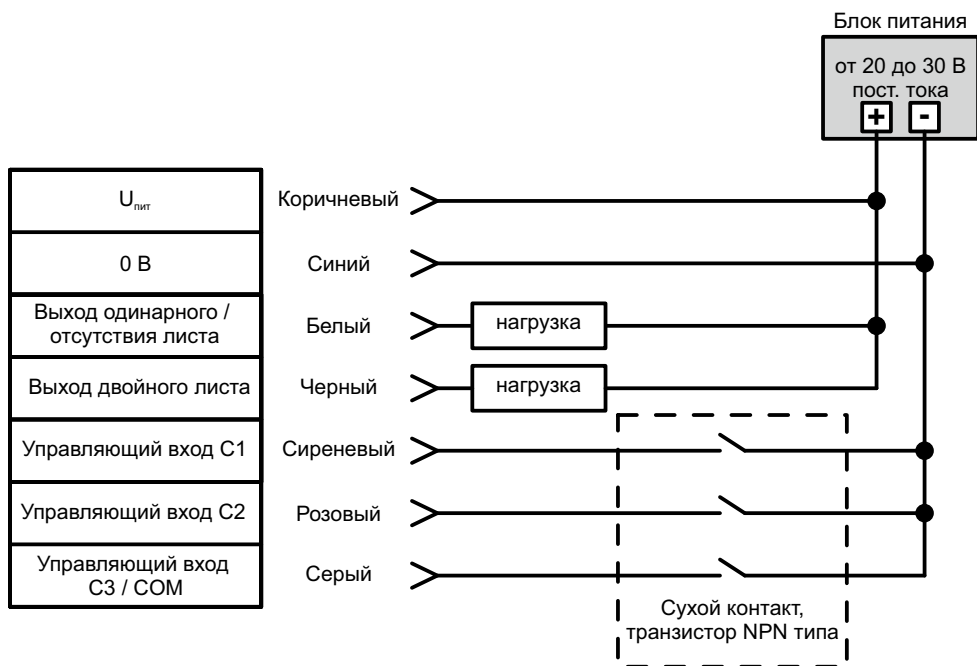 Блок питания
от 20 до 30 В
пост. тока
+ -
Uпит
Коричневый
0 В
Синий
Выход одинарного /
отсутствия листа
Белый
нагрузка
Выход двойного листа
Черный
нагрузка
Управляющий вход С1
Сиреневый
Управляющий вход С2
Розовый
Управляющий вход
С3 / COM
Серый
Сухой контакт,
транзистор NPN типа